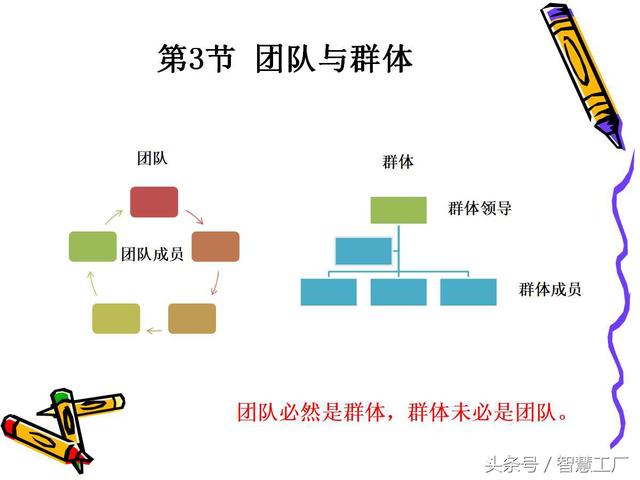 第3节 团队与群体
团队
群体
群体领导
团队成员
群体成员
团队必然是群体，群体未必是团队。
头条号／智慧工厂